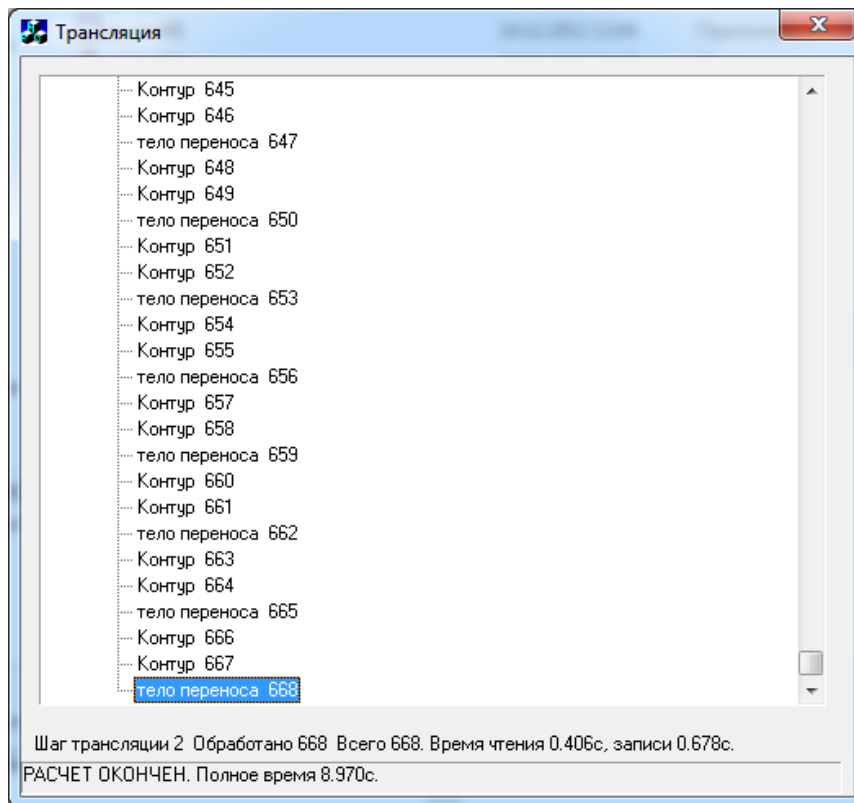 Трансляция
Контур 645
Контур 646
тело переноса 647
Контур 648
Контур 649
тело переноса 650
Контур 651
Контур 652
тело переноса 653
Контур 654
Контур 655
тело переноса 656
Контур 657
Контур 658
тело переноса 659
Контур 660
Контур 661
тело переноса 662
Контур 663
Контур 664
тело переноса 665
Контур 666
Контур 667
тело переноса 668
Шаг трансляции 2 Обработано 668 Всего 668. Время чтения 0.406с, записи 0.678с.
РАСЧЕТ ОКОНЧЕН. Полное время 8.970с.